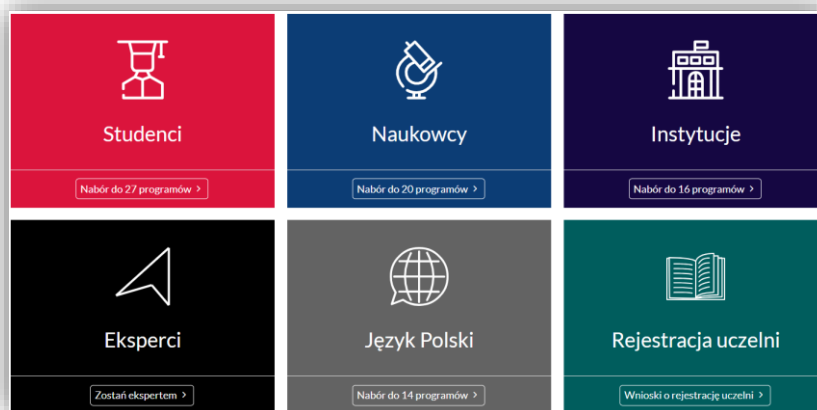 Studenci
Nabór do 27 programów >
Naukowcy
Nabór do 20 programów >
Instytucje
Nabór do 16 programów >
Eksperci
Zostań ekspertem >
Język Polski
Nabór do 14 programów >
Rejestracja uczelni
Wnioski o rejestrację uczelni >